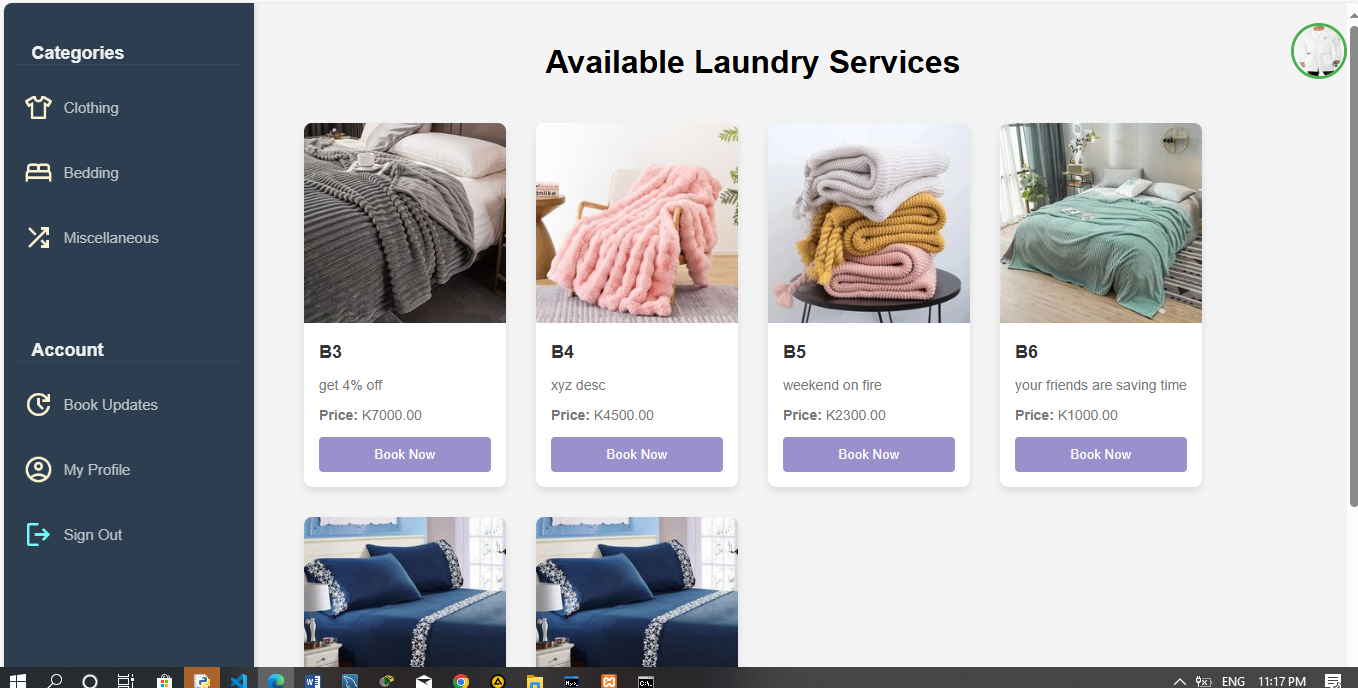 Categories
Clothing
Bedding
Miscellaneous
Account
Book Updates
My Profile
Sign Out
Available Laundry Services
B3
get 4% off
Price: K7000.00
Book Now
B4
xyz desc
Price: K4500.00
Book Now
B5
weekend on fire
Price: K2300.00
Book Now
B6
your friends are saving time
Price: K1000.00
Book Now
ENG
11:17 PM